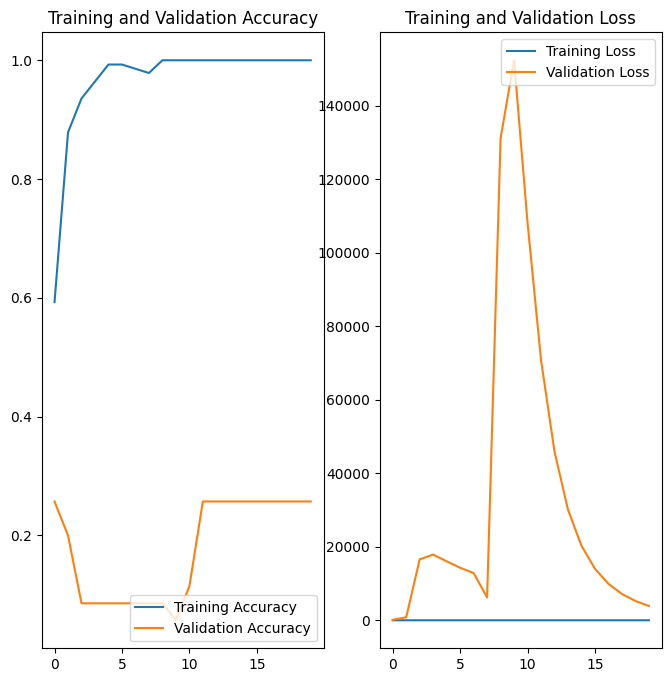 Training and Validation Accuracy
1.0
0.8
0.6
0.4
0.2
0 5 10 15
Training Accuracy
Validation Accuracy
Training and Validation Loss
140000
120000
100000
80000
60000
40000
20000
0
0 5 10 15
Training Loss
Validation Loss